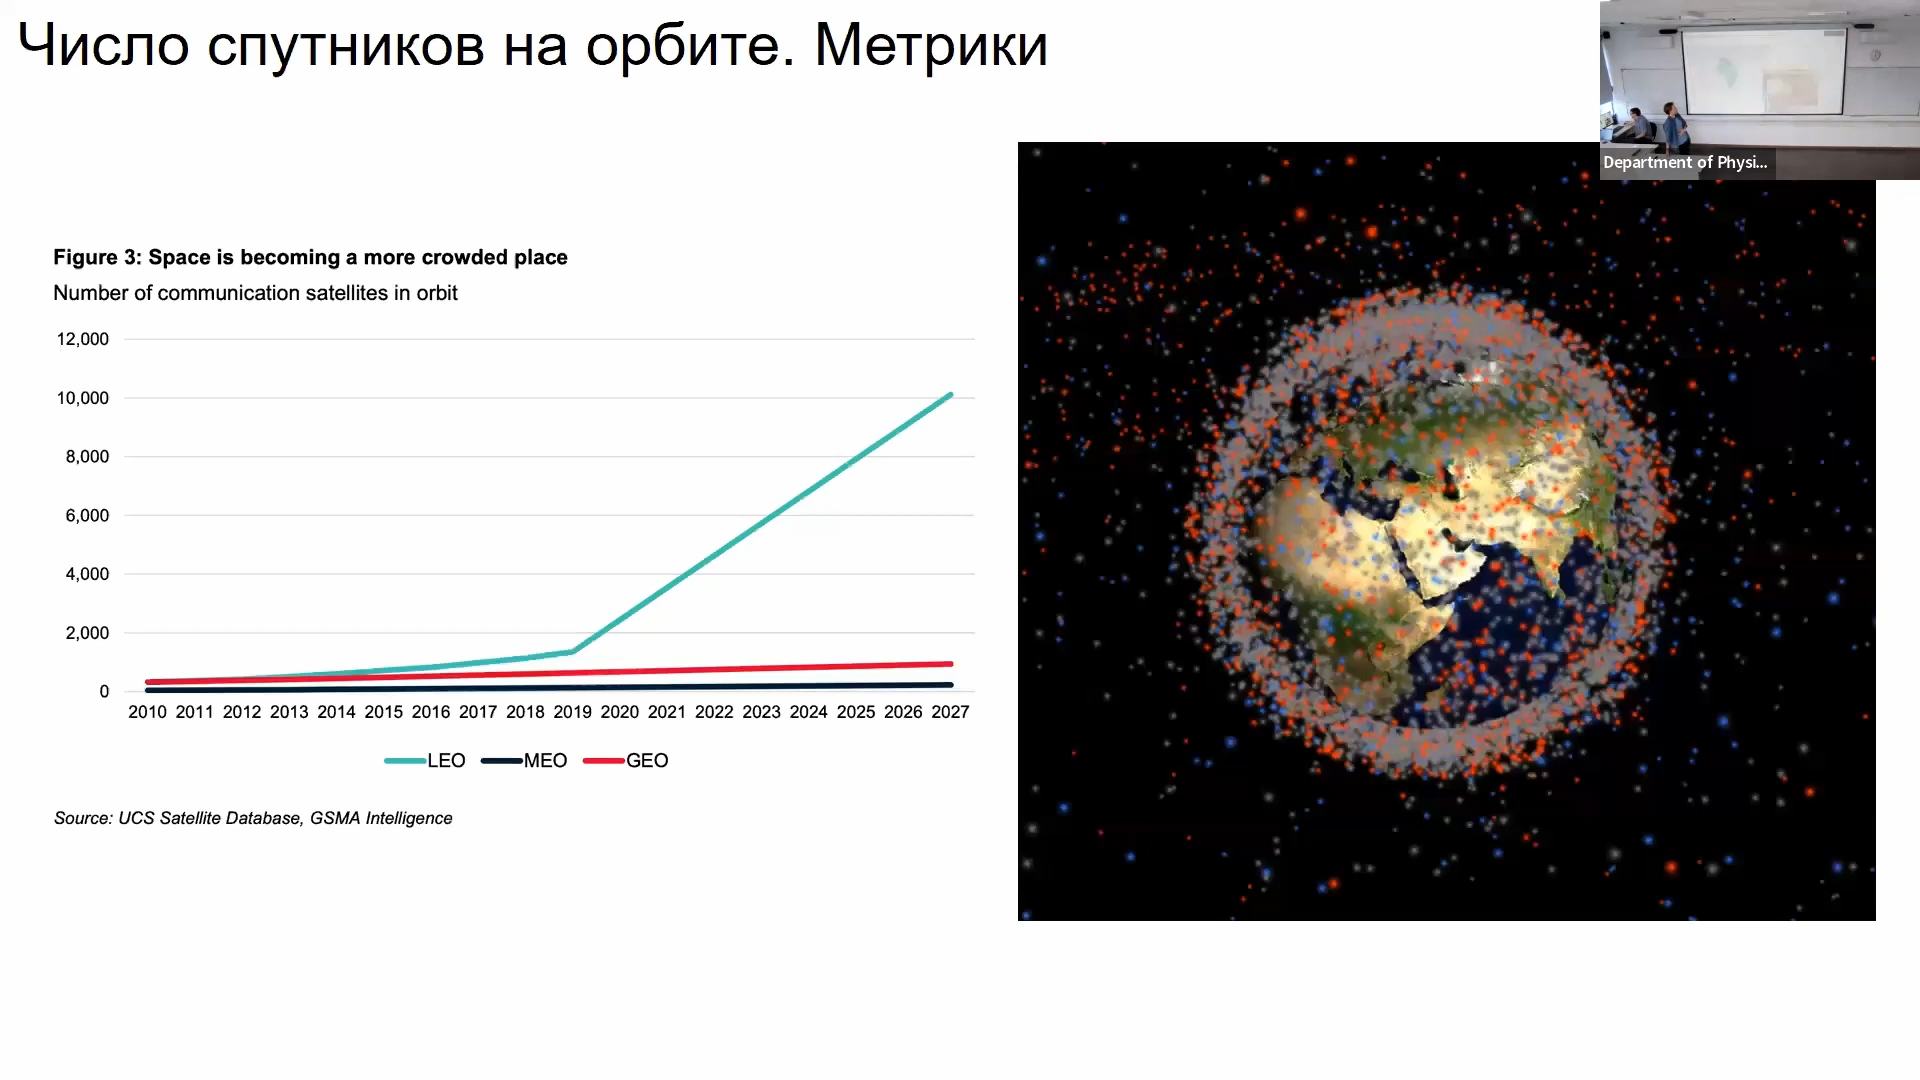 Число спутников на орбите. Метрики
Department of Physi...
Figure 3: Space is becoming a more crowded place
Number of communication satellites in orbit
12,000
10,000
8,000
6,000
4,000
2,000
0
2010 2011 2012 2013 2014 2015 2016 2017 2018 2019 2020 2021 2022 2023 2024 2025 2026 2027
LEO MEO GEO
Source: UCS Satellite Database, GSMA Intelligence